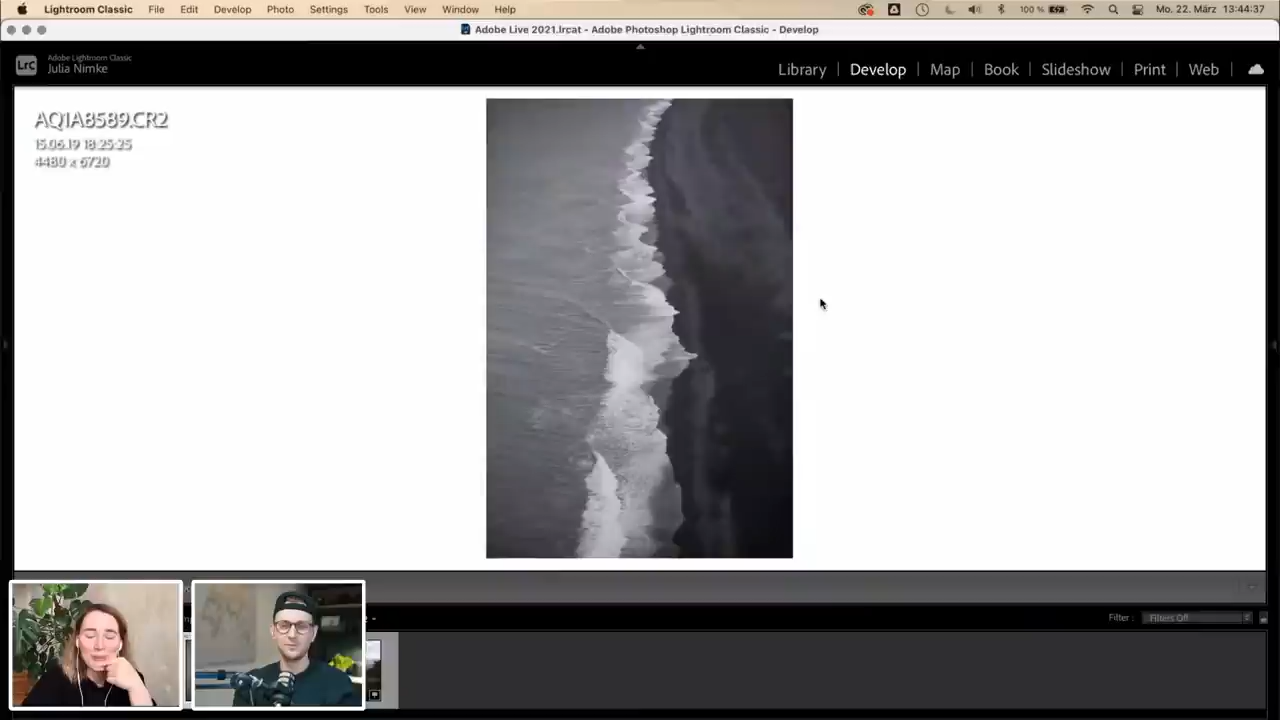 Lightroom Classic File Edit Develop Photo Settings Tools View Window Help 100 % Mo. 22. März 13:44:37
Adobe Live 2021.lrcat - Adobe Photoshop Lightroom Classic - Develop
LrC Adobe Lightroom Classic
Julia Nimke
Library Develop Map Book Slideshow Print Web
AQ1A8589.CR2
15.06.19 18:25:25
4480 x 6720
Filter : Filters Off